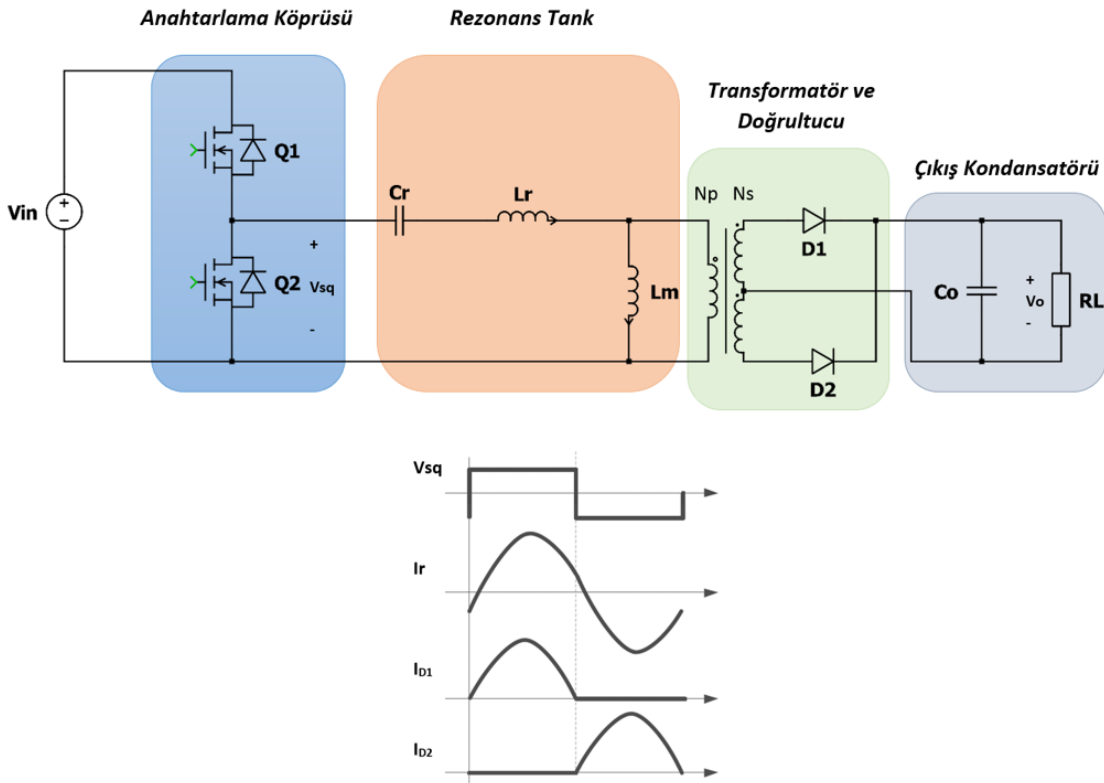 Anahtarlama Köprüsü
Rezonans Tank
Transformatör ve
Doğrultucu
Çıkış Kondansatörü
Vin
+
−
Q1
Q2
+
Vsq
-
Cr
Lr
Lm
Np
Ns
D1
D2
Co
+
Vo
-
RL
Vsq
Ir
ID1
ID2